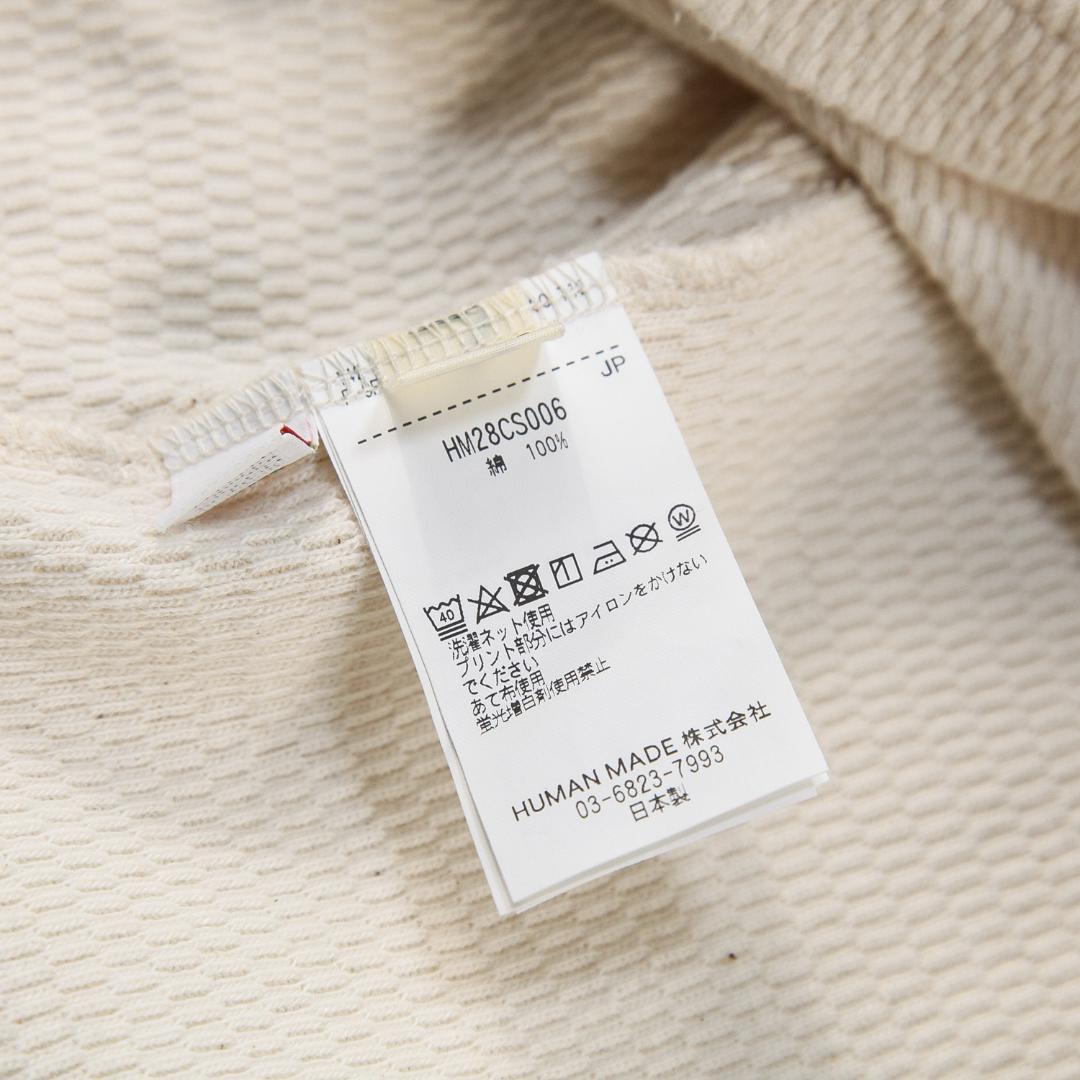 JP
HM28CS006
綿 100%
40
W
洗濯ネット使用
プリント部分にはアイロンをかけない
でください
あて布使用
蛍光増白剤使用禁止
HUMAN MADE 株式会社
03-6823-7993
日本製